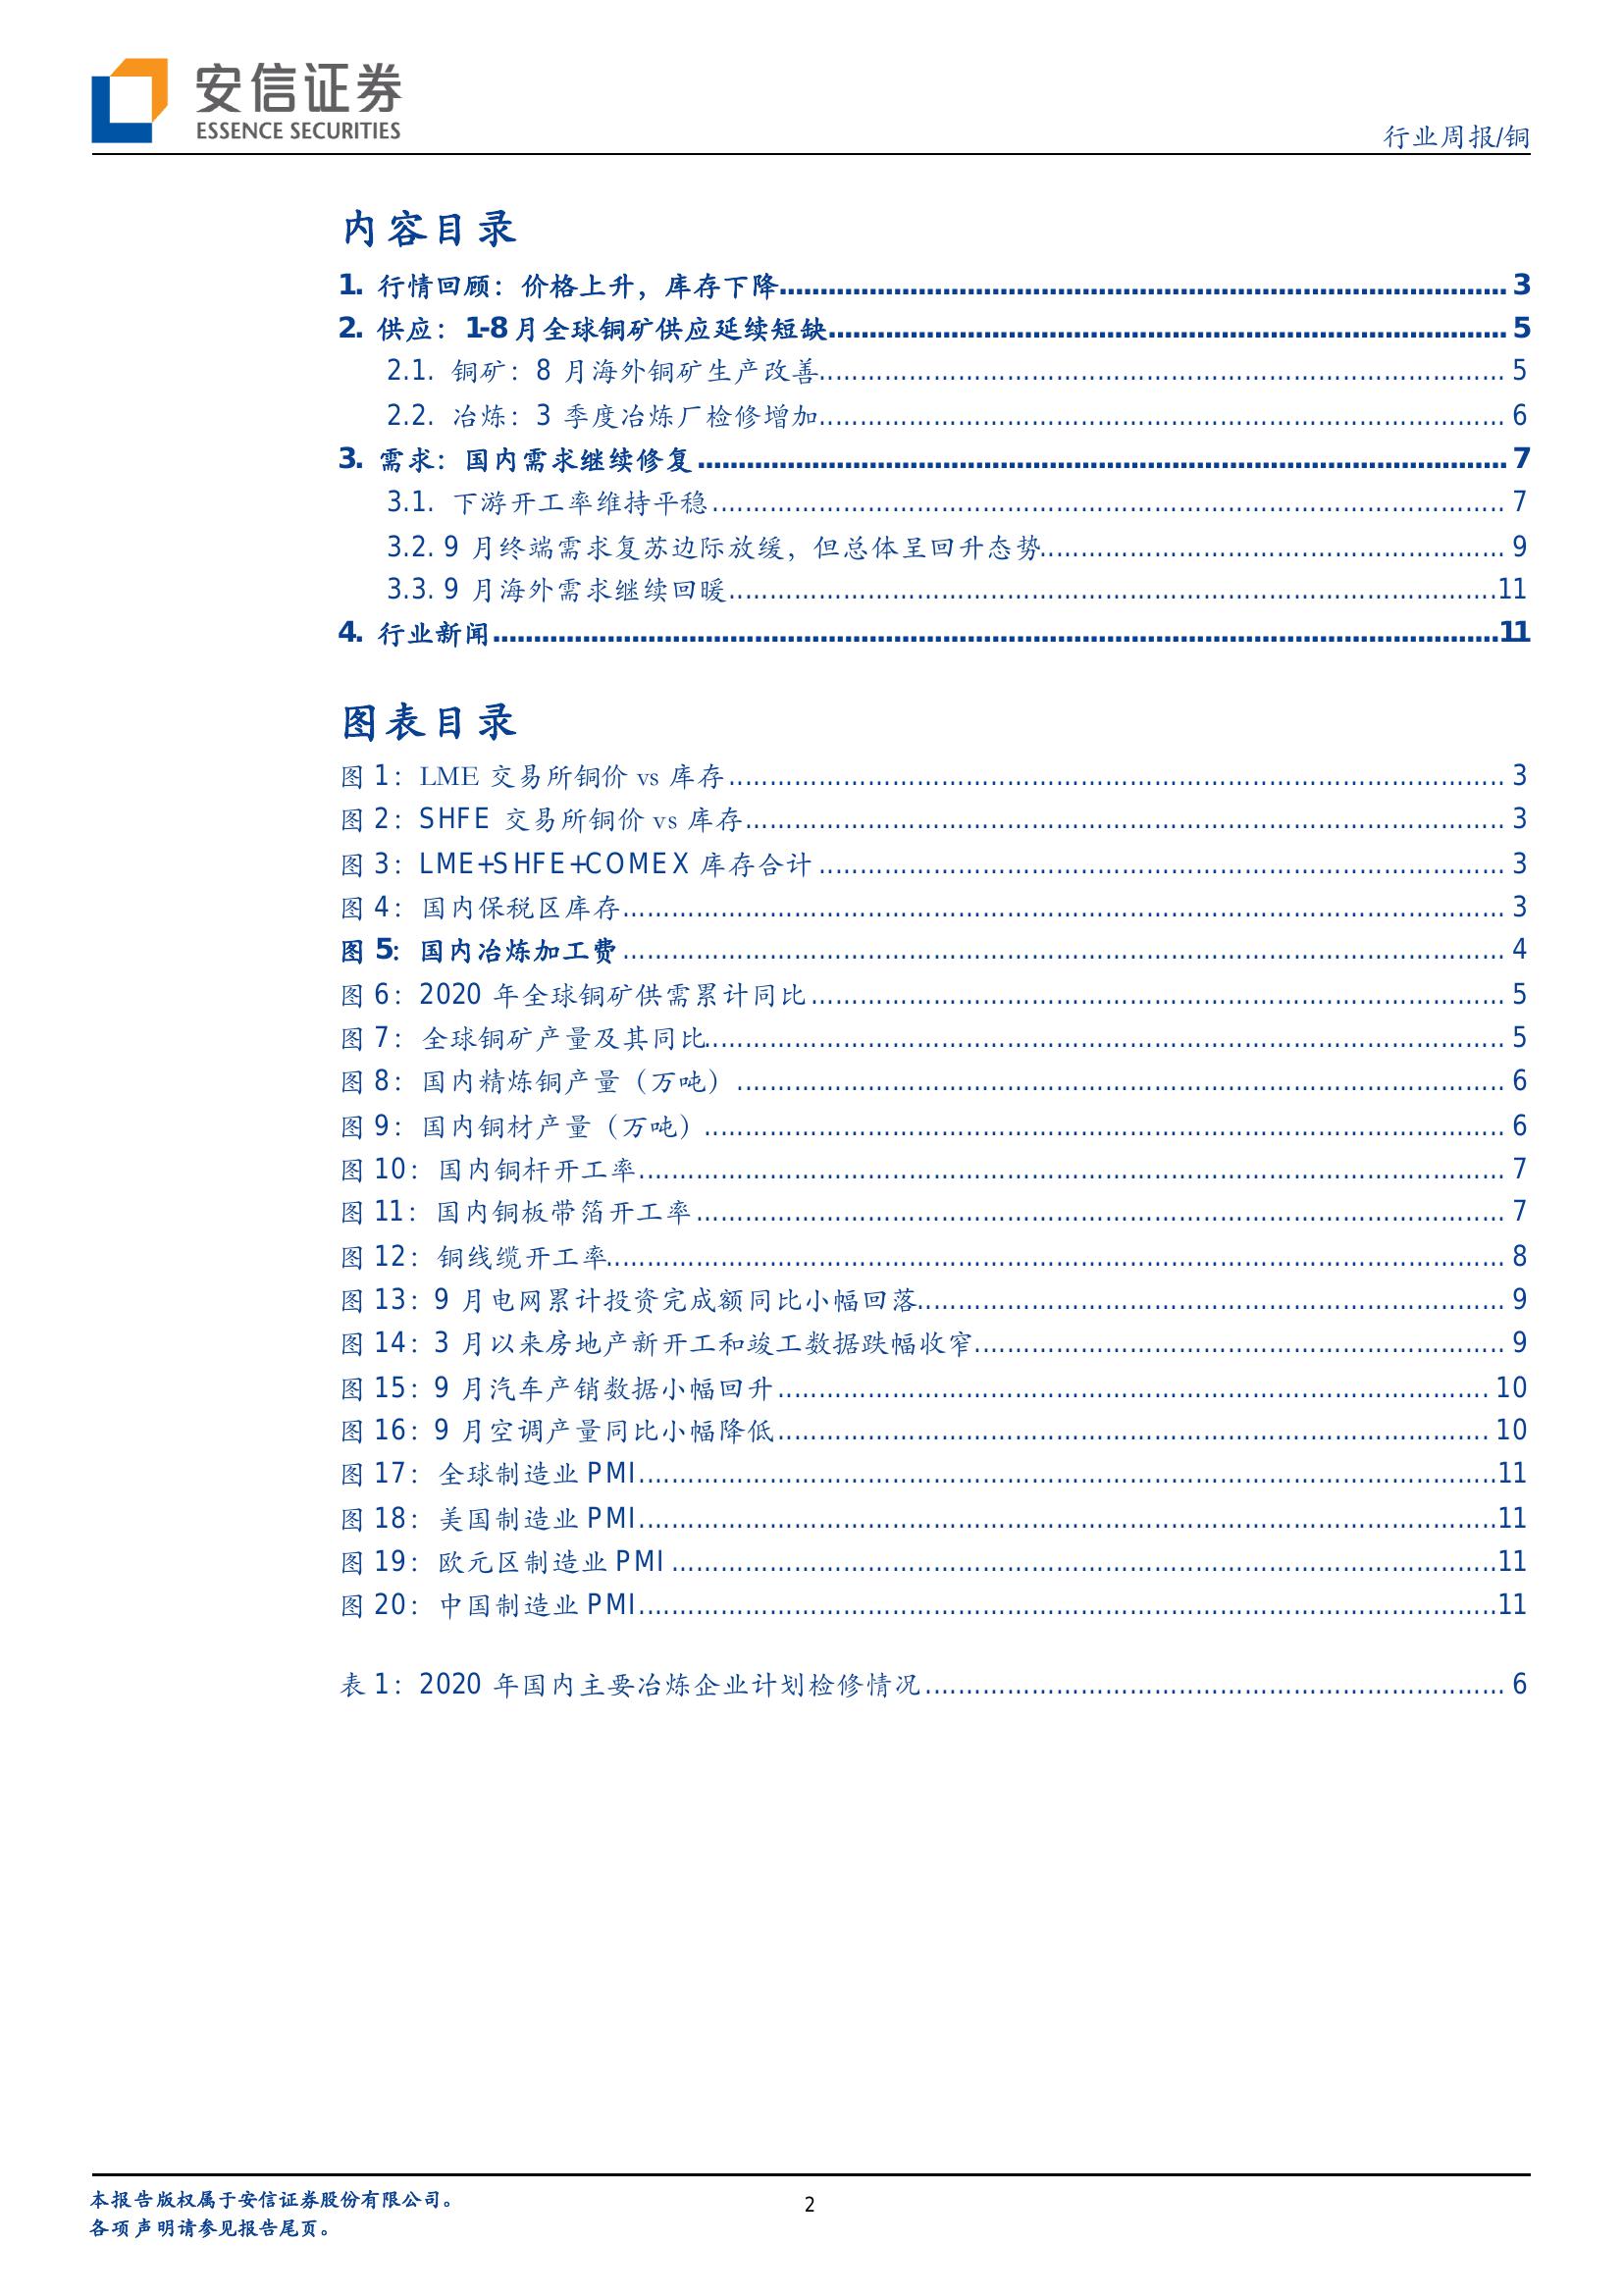 安信证券
ESSENCE SECURITIES
行业周报/铜
内容目录
1. 行情回顾：价格上升，库存下降 3
2. 供应：1-8 月全球铜矿供应延续短缺 5
2.1. 铜矿：8 月海外铜矿生产改善 5
2.2. 冶炼：3 季度冶炼厂检修增加 6
3. 需求：国内需求继续修复 7
3.1. 下游开工率维持平稳 7
3.2. 9 月终端需求复苏边际放缓，但总体呈回升态势 9
3.3. 9 月海外需求继续回暖 11
4. 行业新闻 11
图表目录
图 1：LME 交易所铜价 vs 库存 3
图 2：SHFE 交易所铜价 vs 库存 3
图 3：LME+SHFE+COMEX 库存合计 3
图 4：国内保税区库存 3
图 5：国内冶炼加工费 4
图 6：2020 年全球铜矿供需累计同比 5
图 7：全球铜矿产量及其同比 5
图 8：国内精炼铜产量（万吨） 6
图 9：国内铜材产量（万吨） 6
图 10：国内铜杆开工率 7
图 11：国内铜板带箔开工率 7
图 12：铜线缆开工率 8
图 13：9 月电网累计投资完成额同比小幅回落 9
图 14：3 月以来房地产新开工和竣工数据跌幅收窄 9
图 15：9 月汽车产销数据小幅回升 10
图 16：9 月空调产量同比小幅降低 10
图 17：全球制造业 PMI 11
图 18：美国制造业 PMI 11
图 19：欧元区制造业 PMI 11
图 20：中国制造业 PMI 11
表 1：2020 年国内主要冶炼企业计划检修情况 6
本报告版权属于安信证券股份有限公司。
2
各项声明请参见报告尾页。